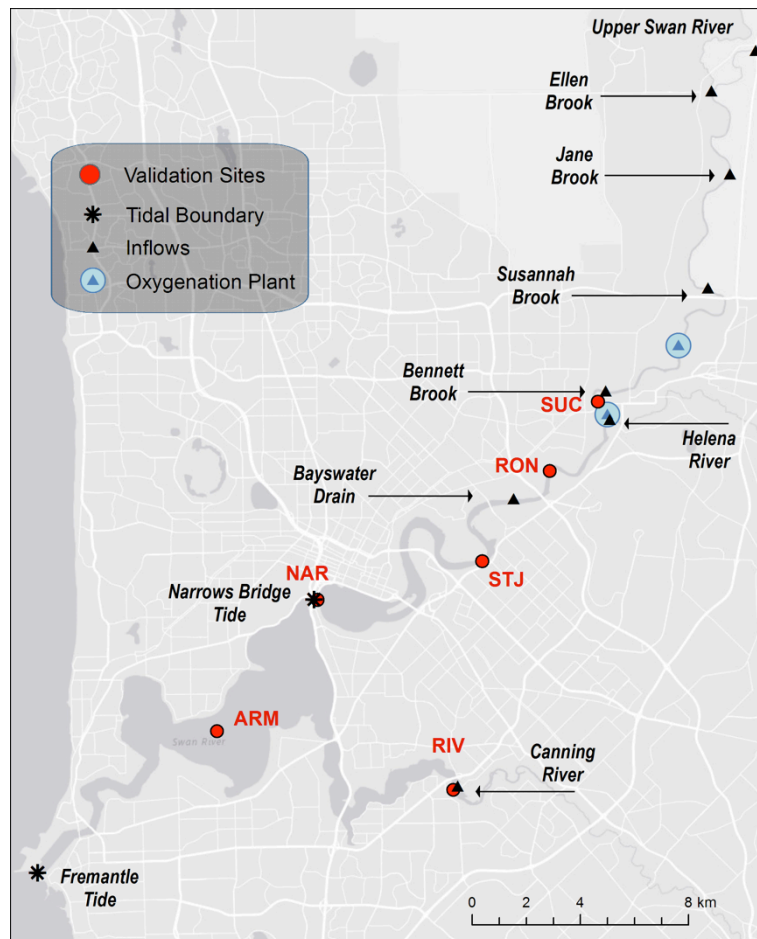 Upper Swan River
Ellen
Brook
Jane
Brook
Validation Sites
Tidal Boundary
Inflows
Oxygenation Plant
Susannah
Brook
Bennett
Brook
SUC
Helena
River
RON
Bayswater
Drain
STJ
NAR
Narrows Bridge
Tide
ARM
Swan River
RIV
Canning
River
Fremantle
Tide
0 2 4 8 km